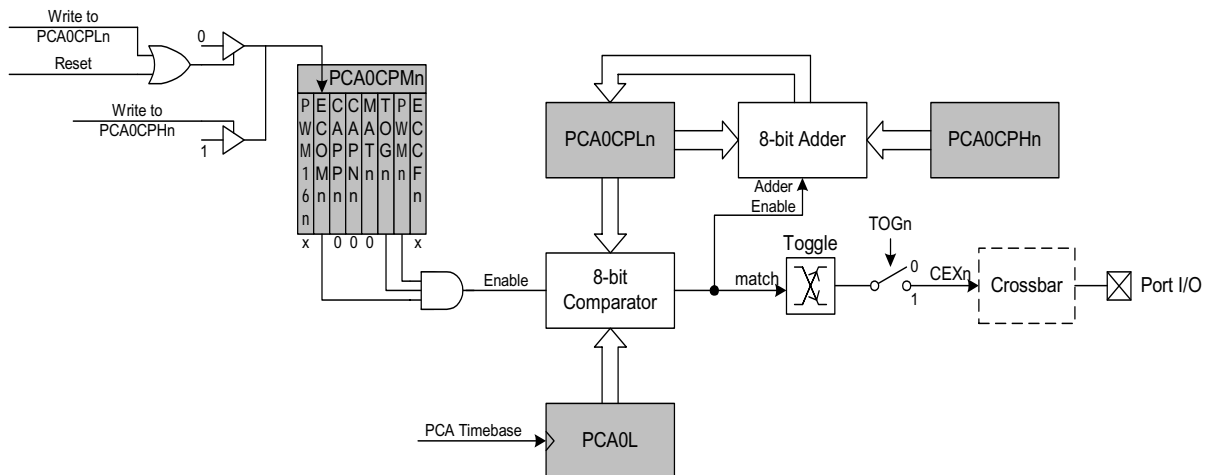 Write to
PCA0CPLn
Reset
Write to
PCA0CPHn
0
1
PCA0CPMn
P
W
M
1
6
n
E
C
O
M
n
C
A
P
P
n
C
A
P
N
n
M
A
T
n
T
O
G
n
P
W
M
n
E
C
C
F
n
x 0 0 0 x
Enable
PCA0CPLn
8-bit Adder
PCA0CPHn
Adder
Enable
8-bit
Comparator
match
Toggle
TOGn
0
1
CEXn
Crossbar
Port I/O
PCA Timebase
PCA0L